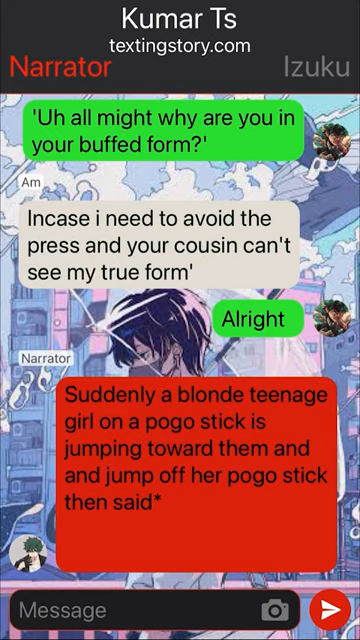 Kumar Ts
textingstory.com
Narrator
Izuku
'Uh all might why are you in
your buffed form?'
Am
Incase i need to avoid the
press and your cousin can't
see my true form'
Alright
Narrator
Suddenly a blonde teenage
girl on a pogo stick is
jumping toward them and
and jump off her pogo stick
then said*
Message